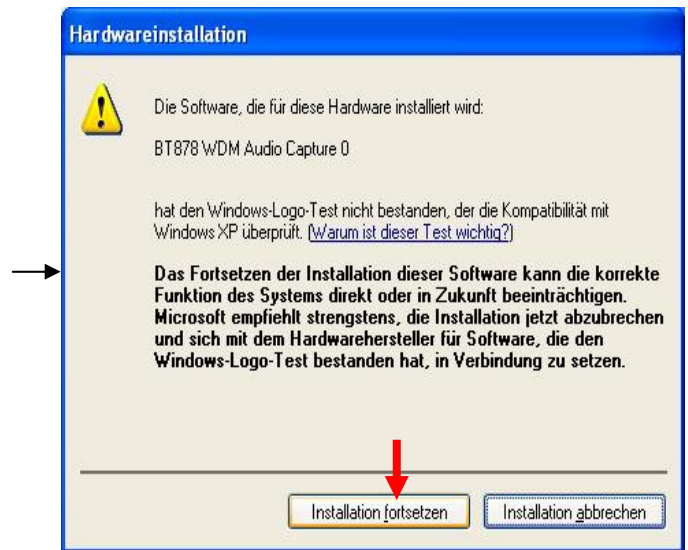 Hardwareinstallation
Die Software, die für diese Hardware installiert wird:
BT878 WDM Audio Capture 0
hat den Windows-Logo-Test nicht bestanden, der die Kompatibilität mit
Windows XP überprüft. (Warum ist dieser Test wichtig?)
Das Fortsetzen der Installation dieser Software kann die korrekte
Funktion des Systems direkt oder in Zukunft beeinträchtigen.
Microsoft empfiehlt strengstens, die Installation jetzt abzubrechen
und sich mit dem Hardwarehersteller für Software, die den
Windows-Logo-Test bestanden hat, in Verbindung zu setzen.
Installation fortsetzen
Installation abbrechen